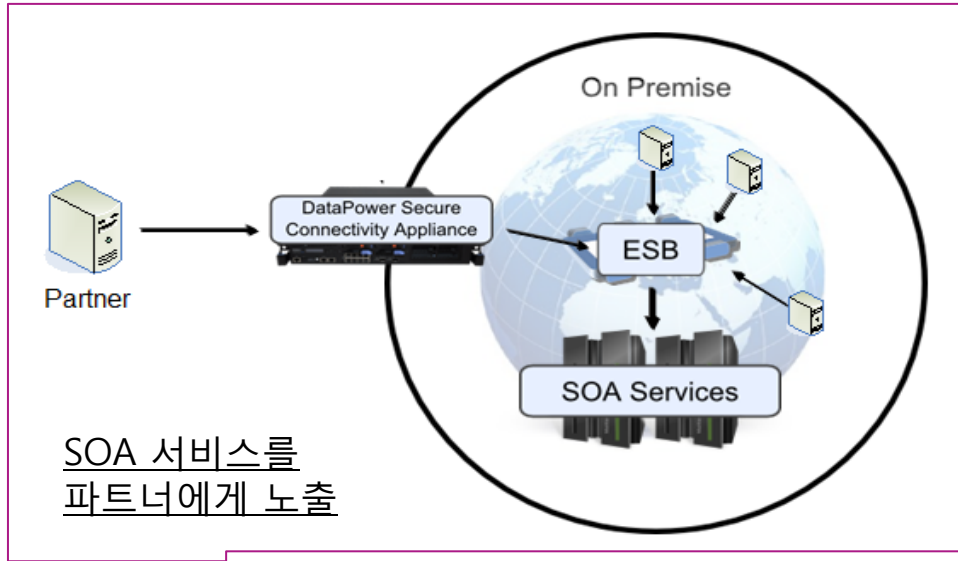 On Premise
DataPower Secure
Connectivity Appliance
ESB
Partner
SOA Services
SOA 서비스를
파트너에게 노출